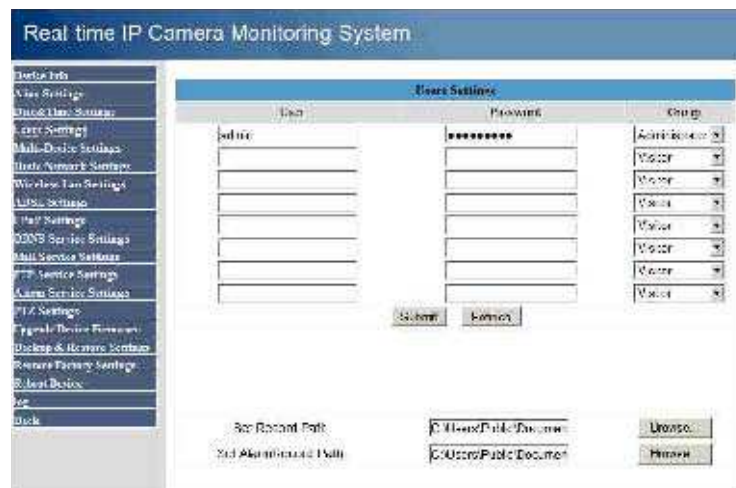 Real time IP Camera Monitoring System
Device Info
Alias Settings
Date&Time Settings
Users Settings
Multi-Device Settings
Basic Network Settings
Wireless Lan Settings
ADSL Settings
UPnP Settings
DDNS Service Settings
Mail Service Settings
FTP Service Settings
Alarm Service Settings
PTZ Settings
Upgrade Device Firmware
Backup & Restore Settings
Restore Factory Settings
Reboot Device
Log
Back
Users Settings
User Password Group
admin ●●●●●●●●● Administrator
Visitor
Visitor
Visitor
Visitor
Visitor
Visitor
Visitor
Submit Refresh
Set Record Path C:\Users\Public\Documen Browse...
Set Alarm Record Path C:\Users\Public\Documen Browse...